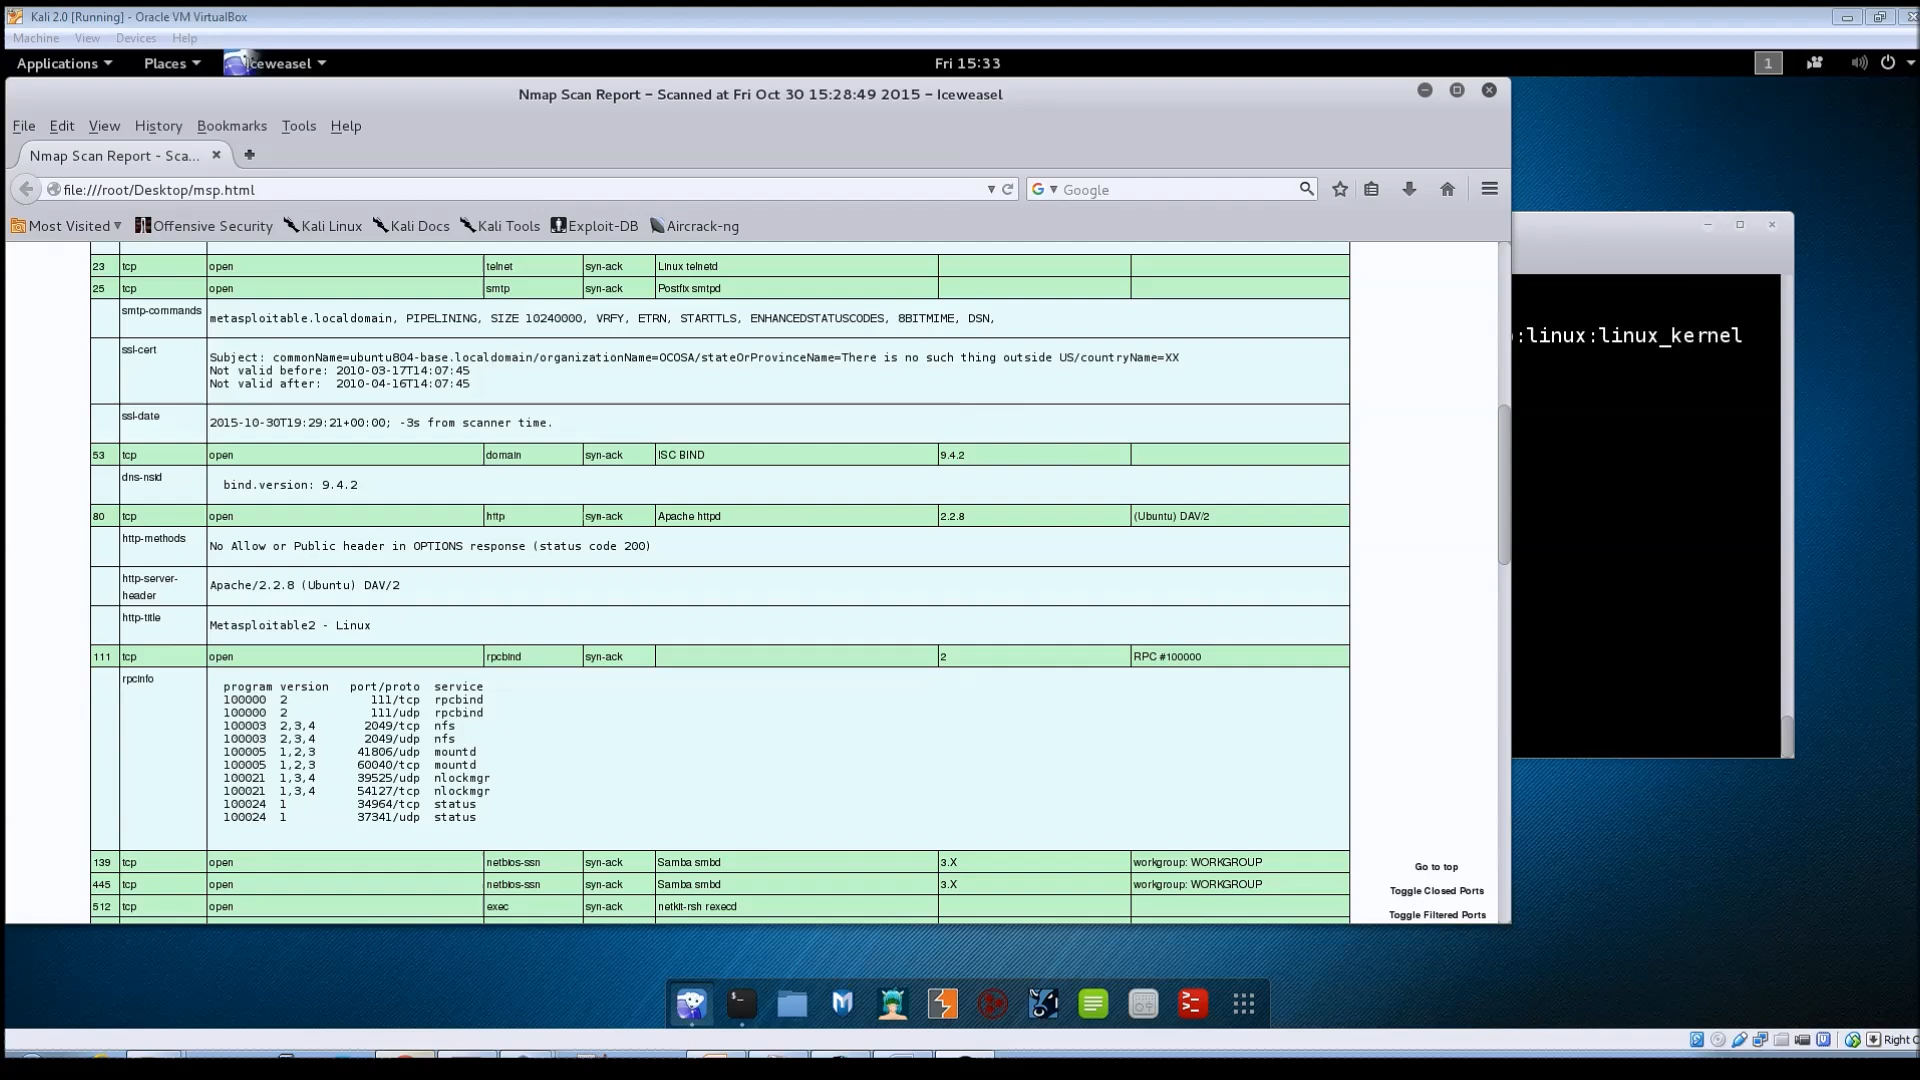 Kali 2.0 [Running] - Oracle VM VirtualBox
Machine View Devices Help
Applications Places Iceweasel Fri 15:33 1
Nmap Scan Report – Scanned at Fri Oct 30 15:28:49 2015 – Iceweasel
File Edit View History Bookmarks Tools Help
Nmap Scan Report - Sca...
file:///root/Desktop/msp.html Google
Most Visited Offensive Security Kali Linux Kali Docs Kali Tools Exploit-DB Aircrack-ng
23 tcp open telnet syn-ack Linux telnetd
25 tcp open smtp syn-ack Postfix smtpd
smtp-commands metasploitable.localdomain, PIPELINING, SIZE 10240000, VRFY, ETRN, STARTTLS, ENHANCEDSTATUSCODES, 8BITMIME, DSN,
:linux:linux_kernel
ssl-cert
Subject: commonName=ubuntu804-base.localdomain/organizationName=OCOSA/stateOrProvinceName=There is no such thing outside US/countryName=XX
Not valid before: 2010-03-17T14:07:45
Not valid after: 2010-04-16T14:07:45
ssl-date
2015-10-30T19:29:21+00:00; -3s from scanner time.
53 tcp open domain syn-ack ISC BIND 9.4.2
dns-nsid
bind.version: 9.4.2
80 tcp open http syn-ack Apache httpd 2.2.8 (Ubuntu) DAV/2
http-methods
No Allow or Public header in OPTIONS response (status code 200)
http-server-
header
Apache/2.2.8 (Ubuntu) DAV/2
http-title
Metasploitable2 - Linux
111 tcp open rpcbind syn-ack 2 RPC #100000
rpcinfo
program version port/proto service
100000 2 111/tcp rpcbind
100000 2 111/udp rpcbind
100003 2,3,4 2049/tcp nfs
100003 2,3,4 2049/udp nfs
100005 1,2,3 41806/udp mountd
100005 1,2,3 60040/tcp mountd
100021 1,3,4 39525/udp nlockmgr
100021 1,3,4 54127/udp nlockmgr
100024 1 34964/tcp status
100024 1 37341/udp status
139 tcp open netbios-ssn syn-ack Samba smbd 3.X workgroup: WORKGROUP
445 tcp open netbios-ssn syn-ack Samba smbd 3.X workgroup: WORKGROUP
512 tcp open exec syn-ack netkit-rsh rexecd
Go to top
Toggle Closed Ports
Toggle Filtered Ports
Right C